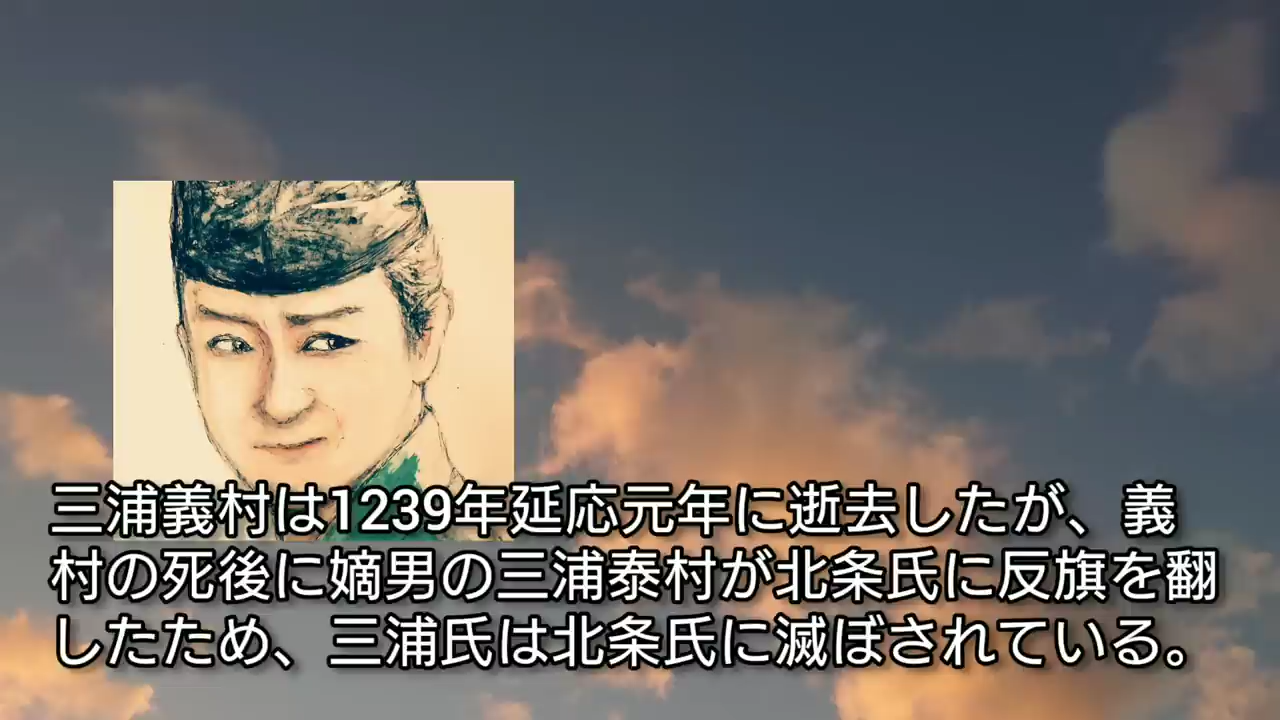 三浦義村は1239年延応元年に逝去したが、義
村の死後に嫡男の三浦泰村が北条氏に反旗を翻
したため、三浦氏は北条氏に滅ぼされている。